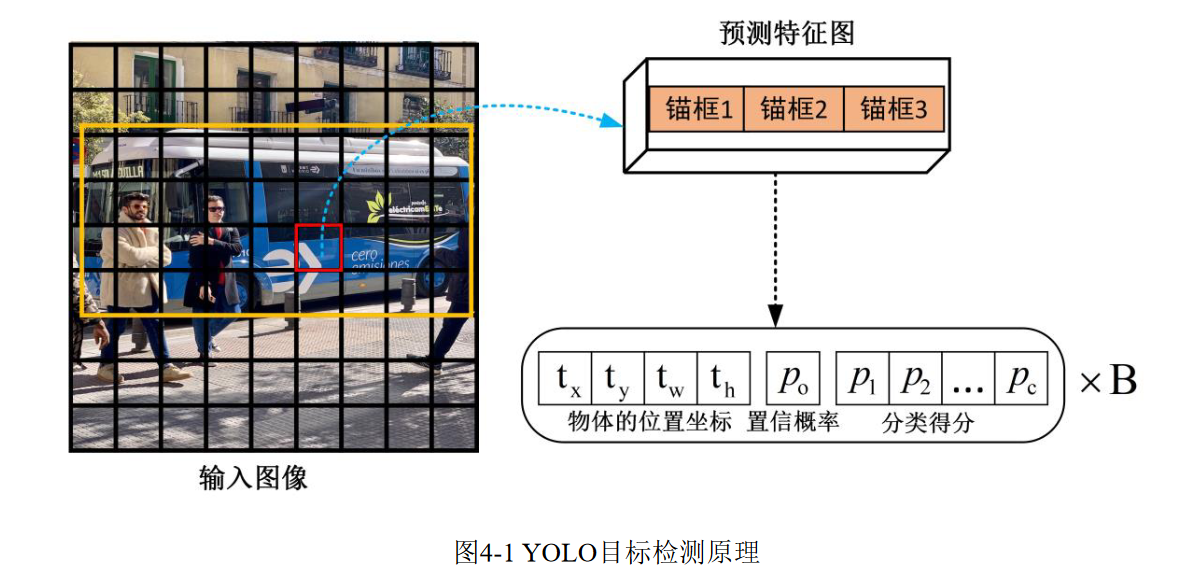 预测特征图
锚框1 锚框2 锚框3
cero
emisiones
t_x t_y t_w t_h p_o p_1 p_2 ... p_c × B
物体的位置坐标 置信概率 分类得分
输入图像
图4-1 YOLO目标检测原理